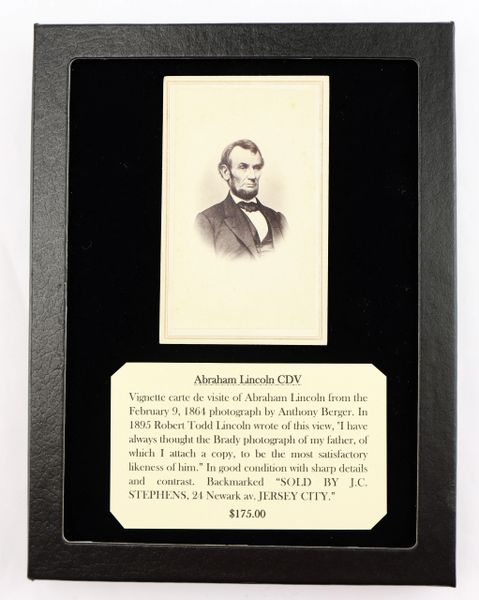 Abraham Lincoln CDV
Vignette carte de visite of Abraham Lincoln from the
February 9, 1864 photograph by Anthony Berger. In
1895 Robert Todd Lincoln wrote of this view, "I have
always thought the Brady photograph of my father, of
which I attach a copy, to be the most satisfactory
likeness of him." In good condition with sharp details
and contrast. Backmarked "SOLD BY J.C.
STEPHENS, 24 Newark av. JERSEY CITY."
$175.00